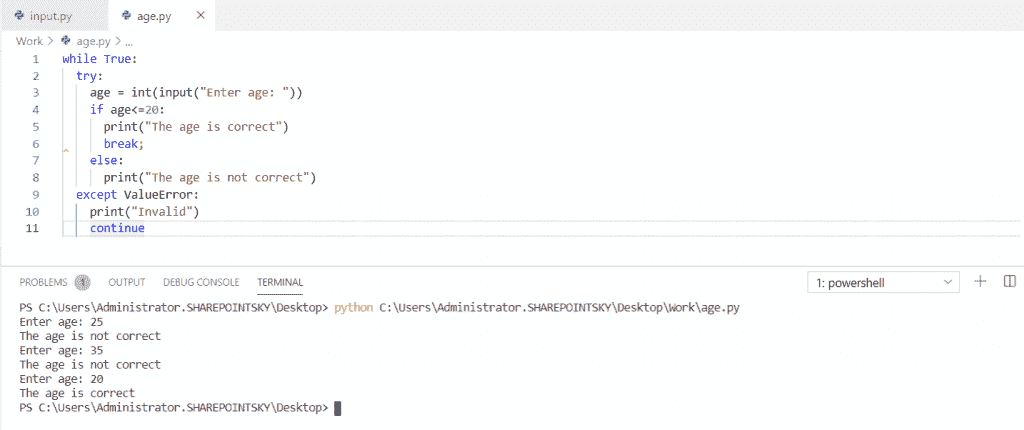 input.py age.py
Work > age.py > ...
1 while True:
2 try:
3 age = int(input("Enter age: "))
4 if age<=20:
5 print("The age is correct")
6 break;
7 else:
8 print("The age is not correct")
9 except ValueError:
10 print("Invalid")
11 continue
PROBLEMS 1 OUTPUT DEBUG CONSOLE TERMINAL 1: powershell
PS C:\Users\Administrator.SHAREPOINTSKY\Desktop> python C:\Users\Administrator.SHAREPOINTSKY\Desktop\Work\age.py
Enter age: 25
The age is not correct
Enter age: 35
The age is not correct
Enter age: 20
The age is correct
PS C:\Users\Administrator.SHAREPOINTSKY\Desktop>